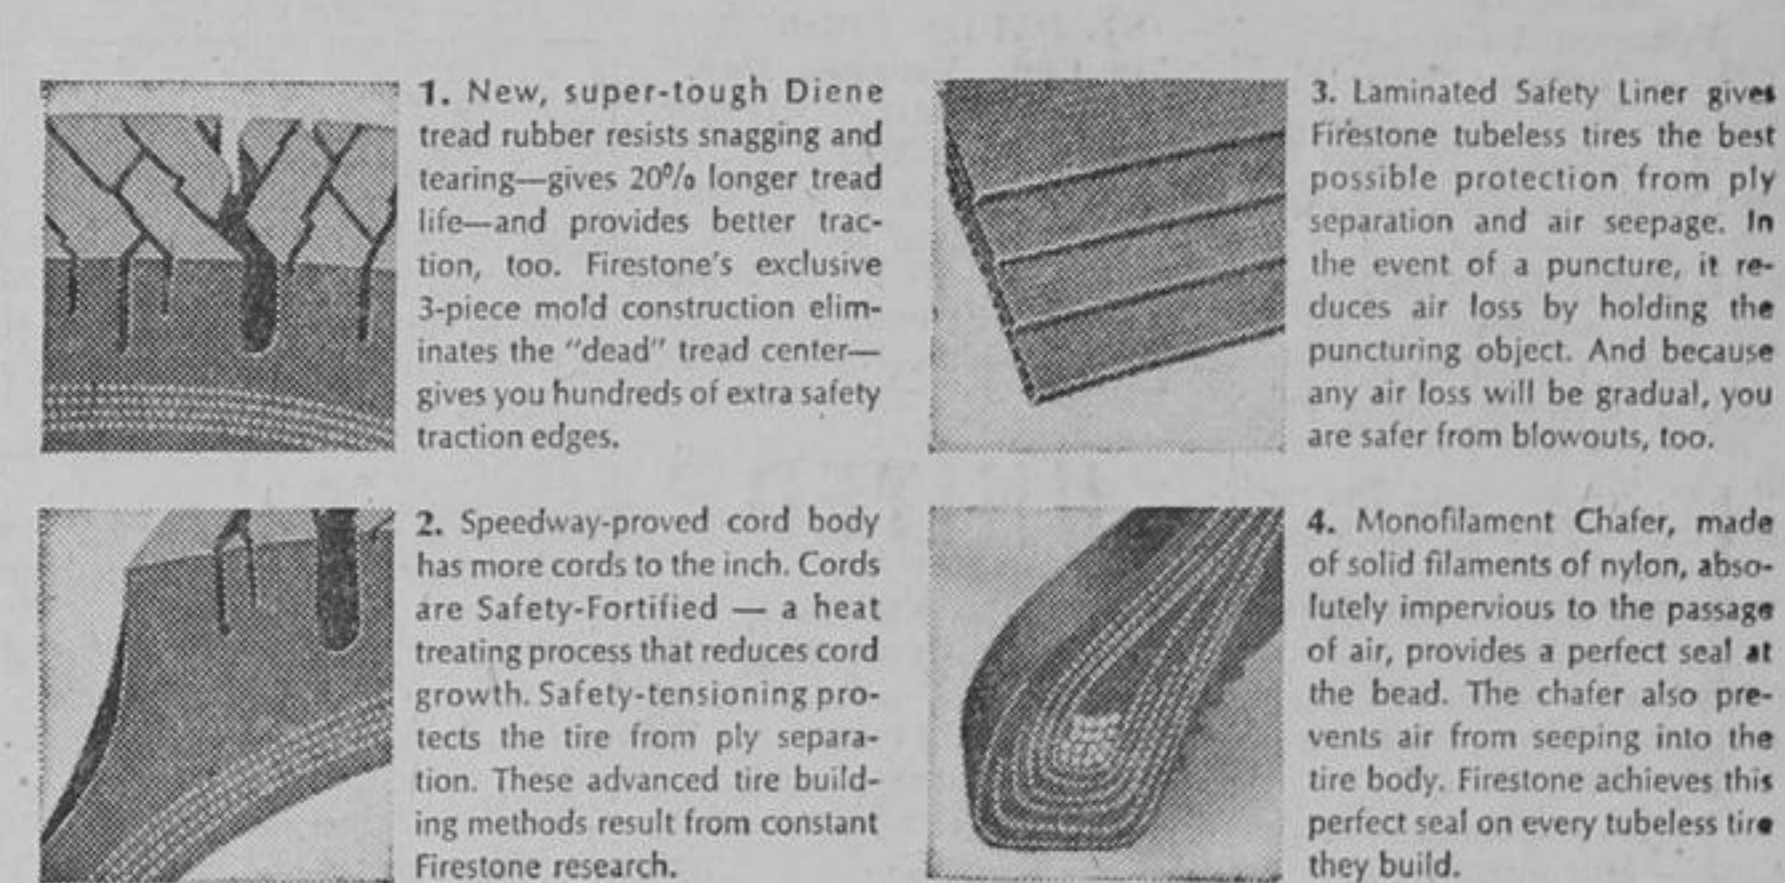 1. New, super-tough Diene
tread rubber resists snagging and
tearing—gives 20% longer tread
life—and provides better trac-
tion, too. Firestone's exclusive
3-piece mold construction elim-
inates the "dead" tread center—
gives you hundreds of extra safety
traction edges.
2. Speedway-proved cord body
has more cords to the inch. Cords
are Safety-Fortified — a heat
treating process that reduces cord
growth. Safety-tensioning pro-
tects the tire from ply separa-
tion. These advanced tire build-
ing methods result from constant
Firestone research.
3. Laminated Safety Liner gives
Firestone tubeless tires the best
possible protection from ply
separation and air seepage. In
the event of a puncture, it re-
duces air loss by holding the
puncturing object. And because
any air loss will be gradual, you
are safer from blowouts, too.
4. Monofilament Chafer, made
of solid filaments of nylon, abso-
lutely impervious to the passage
of air, provides a perfect seal at
the bead. The chafer also pre-
vents air from seeping into the
tire body. Firestone achieves this
perfect seal on every tubeless tire
they build.